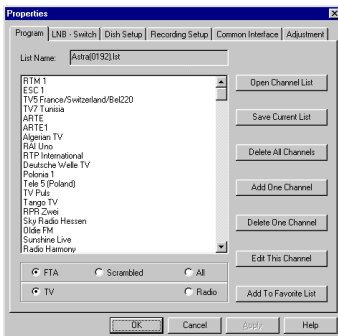 Properties
Program LNB - Switch Dish Setup Recording Setup Common Interface Adjustment
List Name: Astra(0192).lst
RTM 1
ESC 1
TV5 France/Switzerland/Bel220
TV7 Tunisia
ARTE
ARTE1
Algerian TV
RAI Uno
RTP International
Deutsche Welle TV
Polonia 1
Tele 5 (Poland)
TV Puls
Tango TV
RPR Zwei
Sky Radio Hessen
Oldie FM
Sunshine Live
Radio Harmony
Open Channel List
Save Current List
Delete All Channels
Add One Channel
Delete One Channel
Edit This Channel
Add To Favorite List
FTA Scrambled All
TV Radio
OK Cancel Apply Help